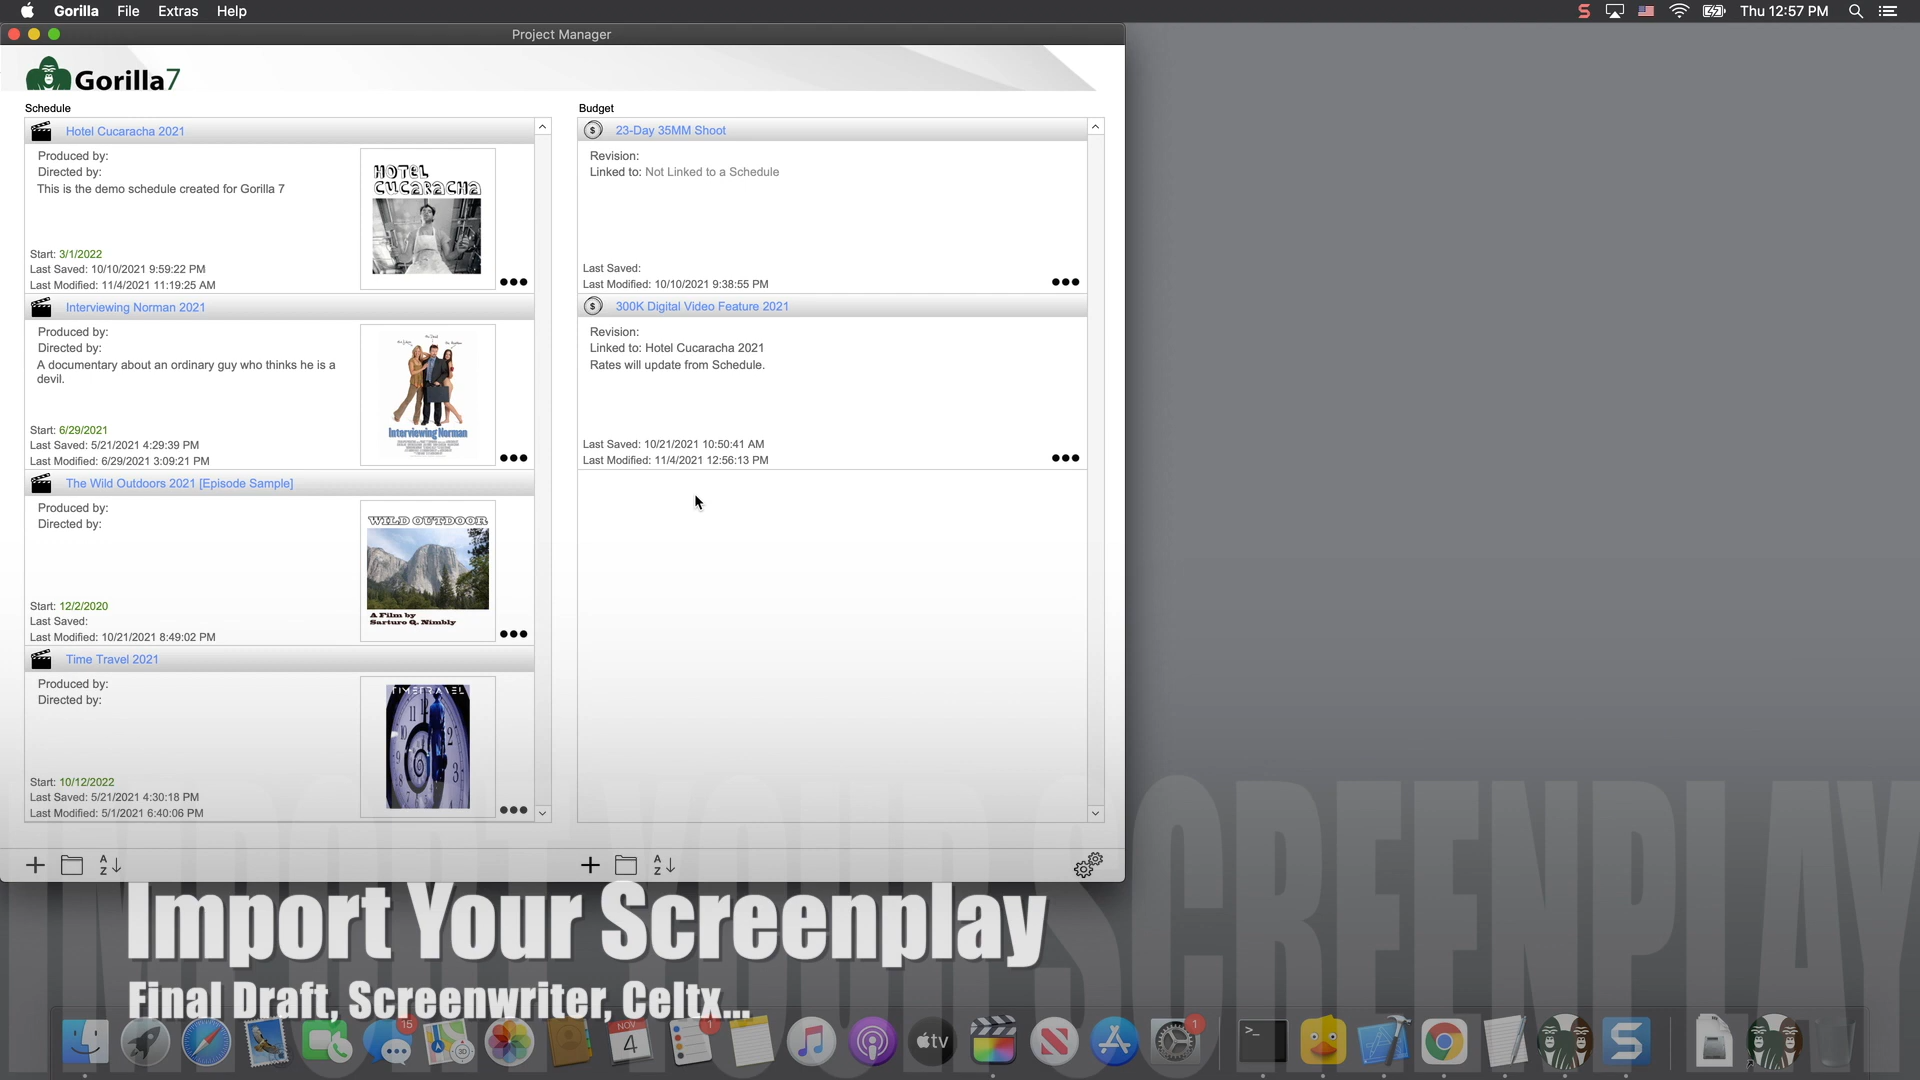 Gorilla File Extras Help
Thu 12:57 PM
Project Manager
Gorilla7
Schedule
Hotel Cucaracha 2021
Produced by:
Directed by:
This is the demo schedule created for Gorilla 7
HOTEL
CUCARACHA
Start: 3/1/2022
Last Saved: 10/10/2021 9:59:22 PM
Last Modified: 11/4/2021 11:19:25 AM
Interviewing Norman 2021
Produced by:
Directed by:
A documentary about an ordinary guy who thinks he is a
devil.
Interviewing Norman
Start: 6/29/2021
Last Saved: 5/21/2021 4:29:39 PM
Last Modified: 6/29/2021 3:09:21 PM
The Wild Outdoors 2021 [Episode Sample]
Produced by:
Directed by:
WILD OUTDOOR
A Film by
Sarturo Q. Nimbly
Start: 12/2/2020
Last Saved:
Last Modified: 10/21/2021 8:49:02 PM
Time Travel 2021
Produced by:
Directed by:
TIMETRAVEL
Start: 10/12/2022
Last Saved: 5/21/2021 4:30:18 PM
Last Modified: 5/1/2021 6:40:06 PM
Budget
23-Day 35MM Shoot
Revision:
Linked to: Not Linked to a Schedule
Last Saved:
Last Modified: 10/10/2021 9:38:55 PM
300K Digital Video Feature 2021
Revision:
Linked to: Hotel Cucaracha 2021
Rates will update from Schedule.
Last Saved: 10/21/2021 10:50:41 AM
Last Modified: 11/4/2021 12:56:13 PM
IMPORT YOUR SCREENPLAY
Import Your Screenplay
Final Draft, Screenwriter, Celtx...
15
NOV
4
1
tv
1